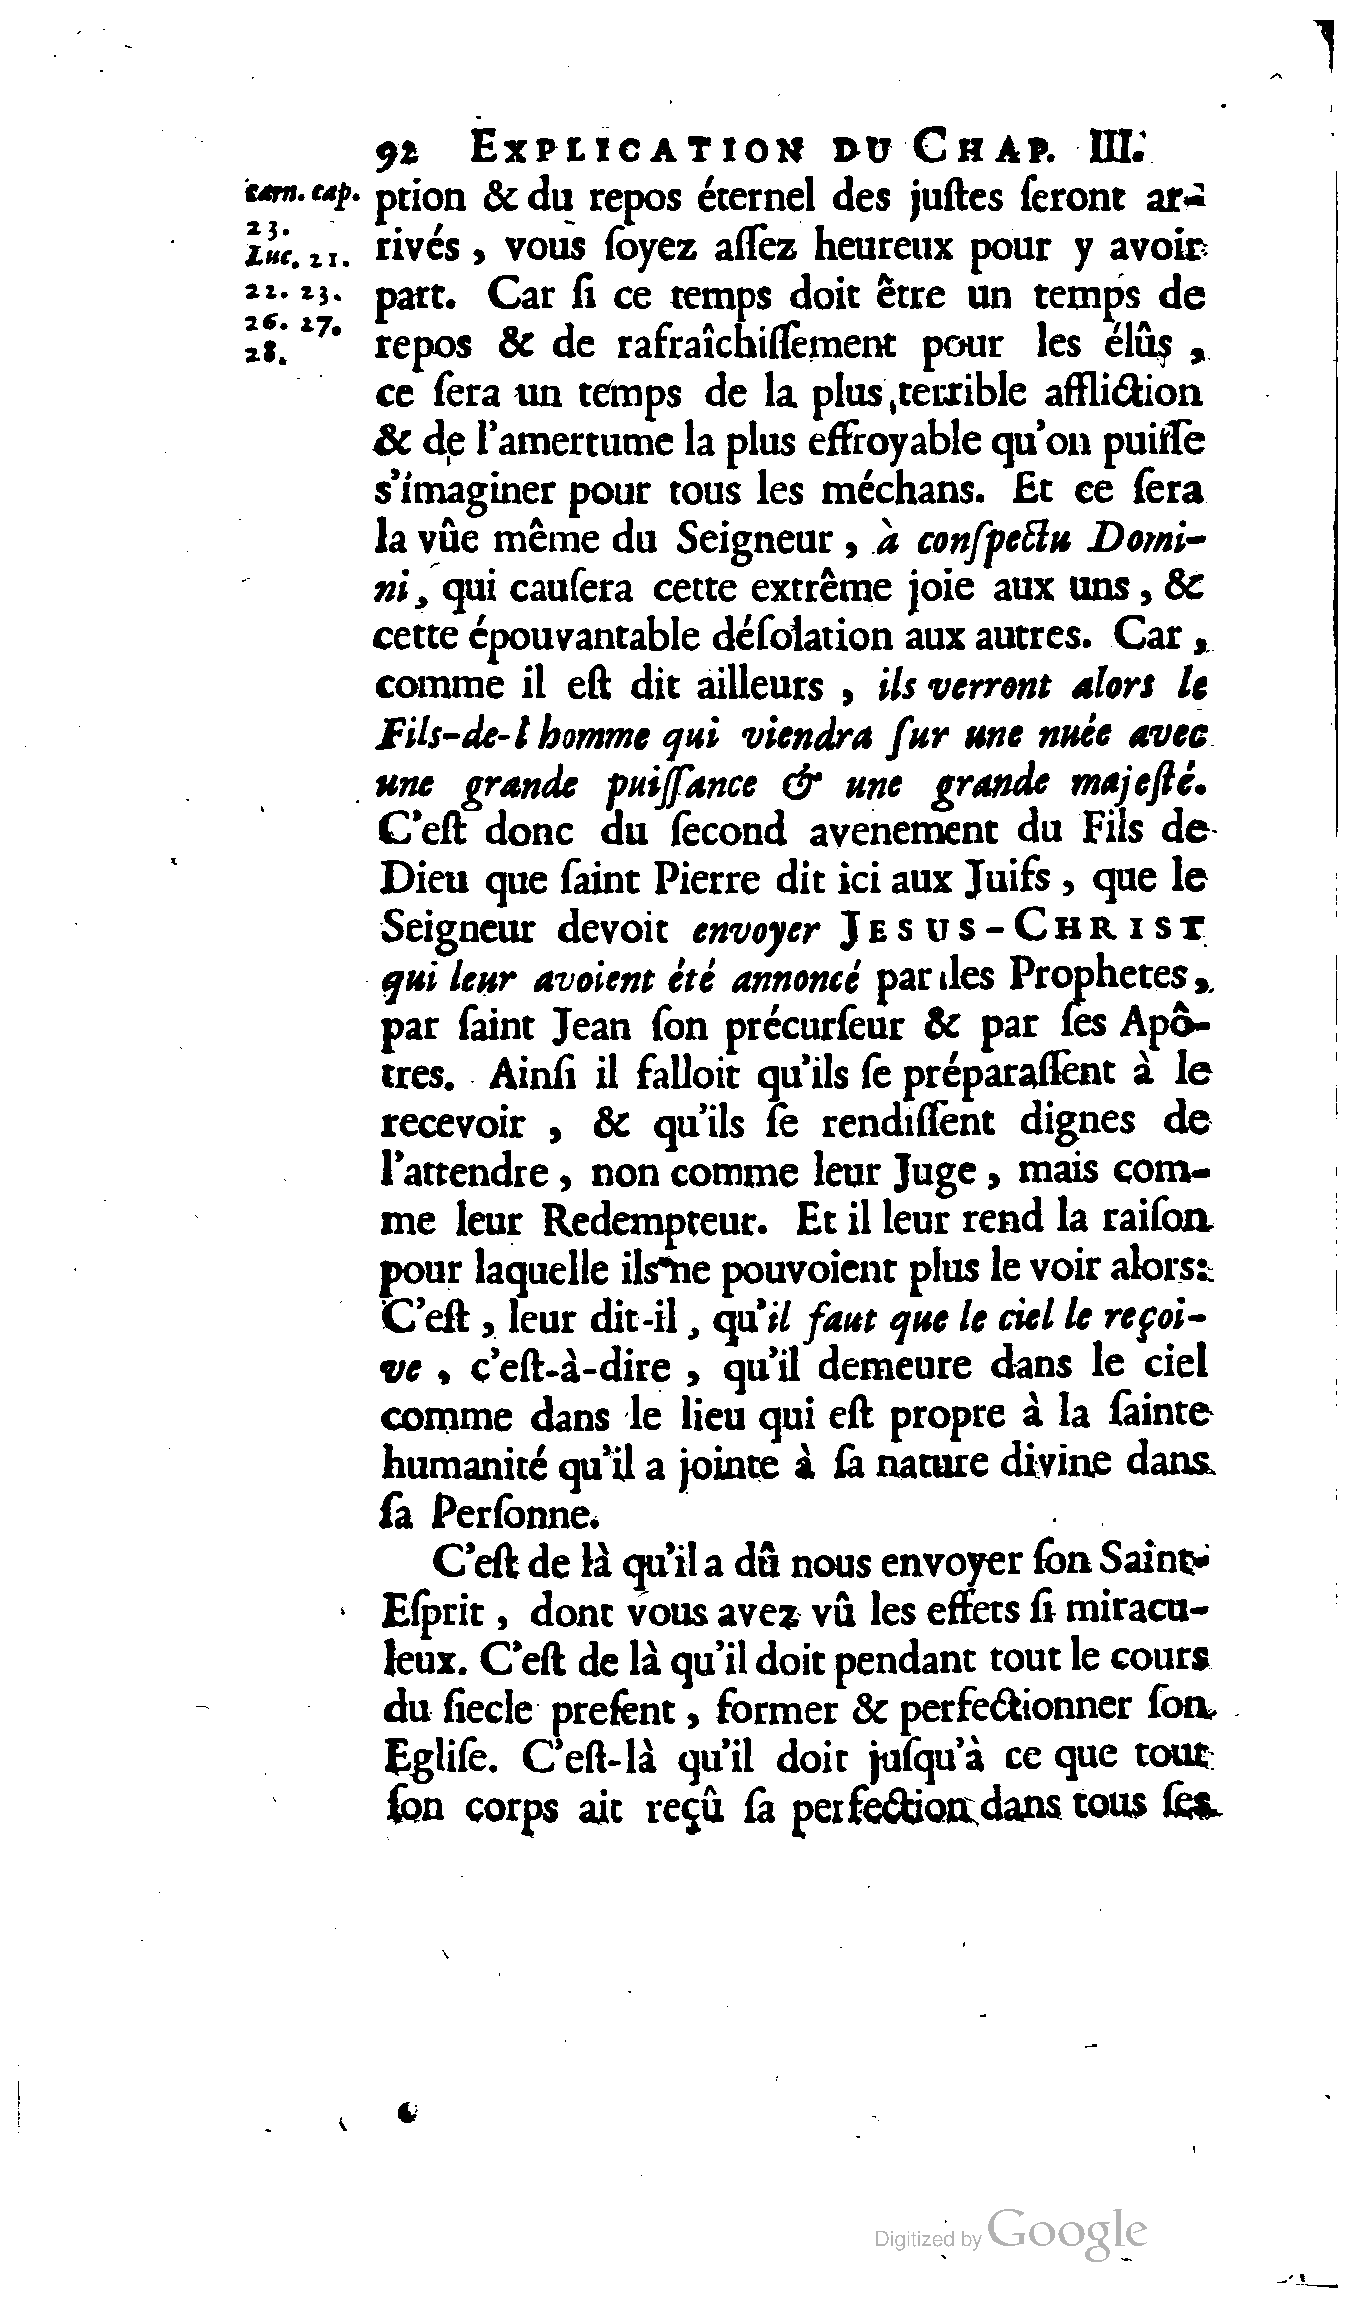 92 EXPLICATION DU CHAP. III.
carn. cap.
23.
Luc. 21.
22. 23.
26. 27.
28.
ption & du repos éternel des juſtes ſeront ar-
rivés, vous ſoyez aſſez heureux pour y avoir
part. Car ſi ce temps doit être un temps de
repos & de rafraîchiſſement pour les élûs,
ce ſera un temps de la plus terrible affliction
& de l'amertume la plus effroyable qu'on puiſſe
s'imaginer pour tous les méchans. Et ce ſera
la vûe même du Seigneur, à conſpectu Domi-
ni, qui cauſera cette extrême joie aux uns, &
cette épouvantable déſolation aux autres. Car,
comme il eſt dit ailleurs, ils verront alors le
Fils-de-l homme qui viendra ſur une nuée avec
une grande puiſſance & une grande majeſté.
C'eſt donc du ſecond avenement du Fils de
Dieu que ſaint Pierre dit ici aux Juifs, que le
Seigneur devoit envoyer JESUS-CHRIST
qui leur avoient été annoncé par les Prophetes,
par ſaint Jean ſon précurſeur & par ſes Apô-
tres. Ainſi il falloit qu'ils ſe préparaſſent à le
recevoir, & qu'ils ſe rendiſſent dignes de
l'attendre, non comme leur Juge, mais com-
me leur Redempteur. Et il leur rend la raiſon
pour laquelle ils ne pouvoient plus le voir alors:
C'eſt, leur dit-il, qu'il faut que le ciel le reçoi-
ve, c'eſt-à-dire, qu'il demeure dans le ciel
comme dans le lieu qui eſt propre à la ſainte
humanité qu'il a jointe à ſa nature divine dans
ſa Perſonne.
C'eſt de là qu'il a dû nous envoyer ſon Saint-
Eſprit, dont vous avez vû les effets ſi miracu-
leux. C'eſt de là qu'il doit pendant tout le cours
du ſiecle preſent, former & perfectionner ſon
Egliſe. C'eſt-là qu'il doit juſqu'à ce que tout
ſon corps ait reçû ſa perfection dans tous ſes
Digitized by Google